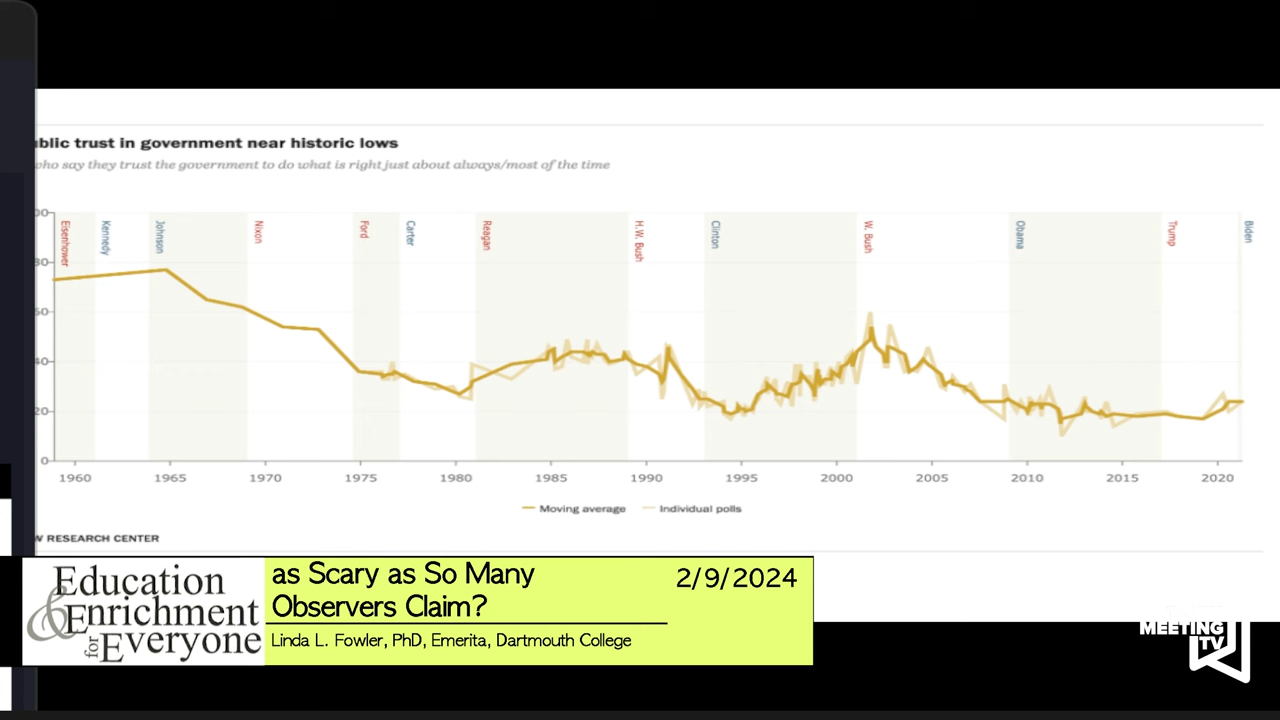 ublic trust in government near historic lows
who say they trust the government to do what is right just about always/most of the time
Eisenhower
Kennedy
Johnson
Nixon
Ford
Carter
Reagan
H.W. Bush
Clinton
W. Bush
Obama
Trump
Biden
00
80
60
40
20
0
1960 1965 1970 1975 1980 1985 1990 1995 2000 2005 2010 2015 2020
Moving average Individual polls
W RESEARCH CENTER
Education
& Enrichment
for Everyone
as Scary as So Many
Observers Claim?
2/9/2024
Linda L. Fowler, PhD, Emerita, Dartmouth College
MEETING
TV